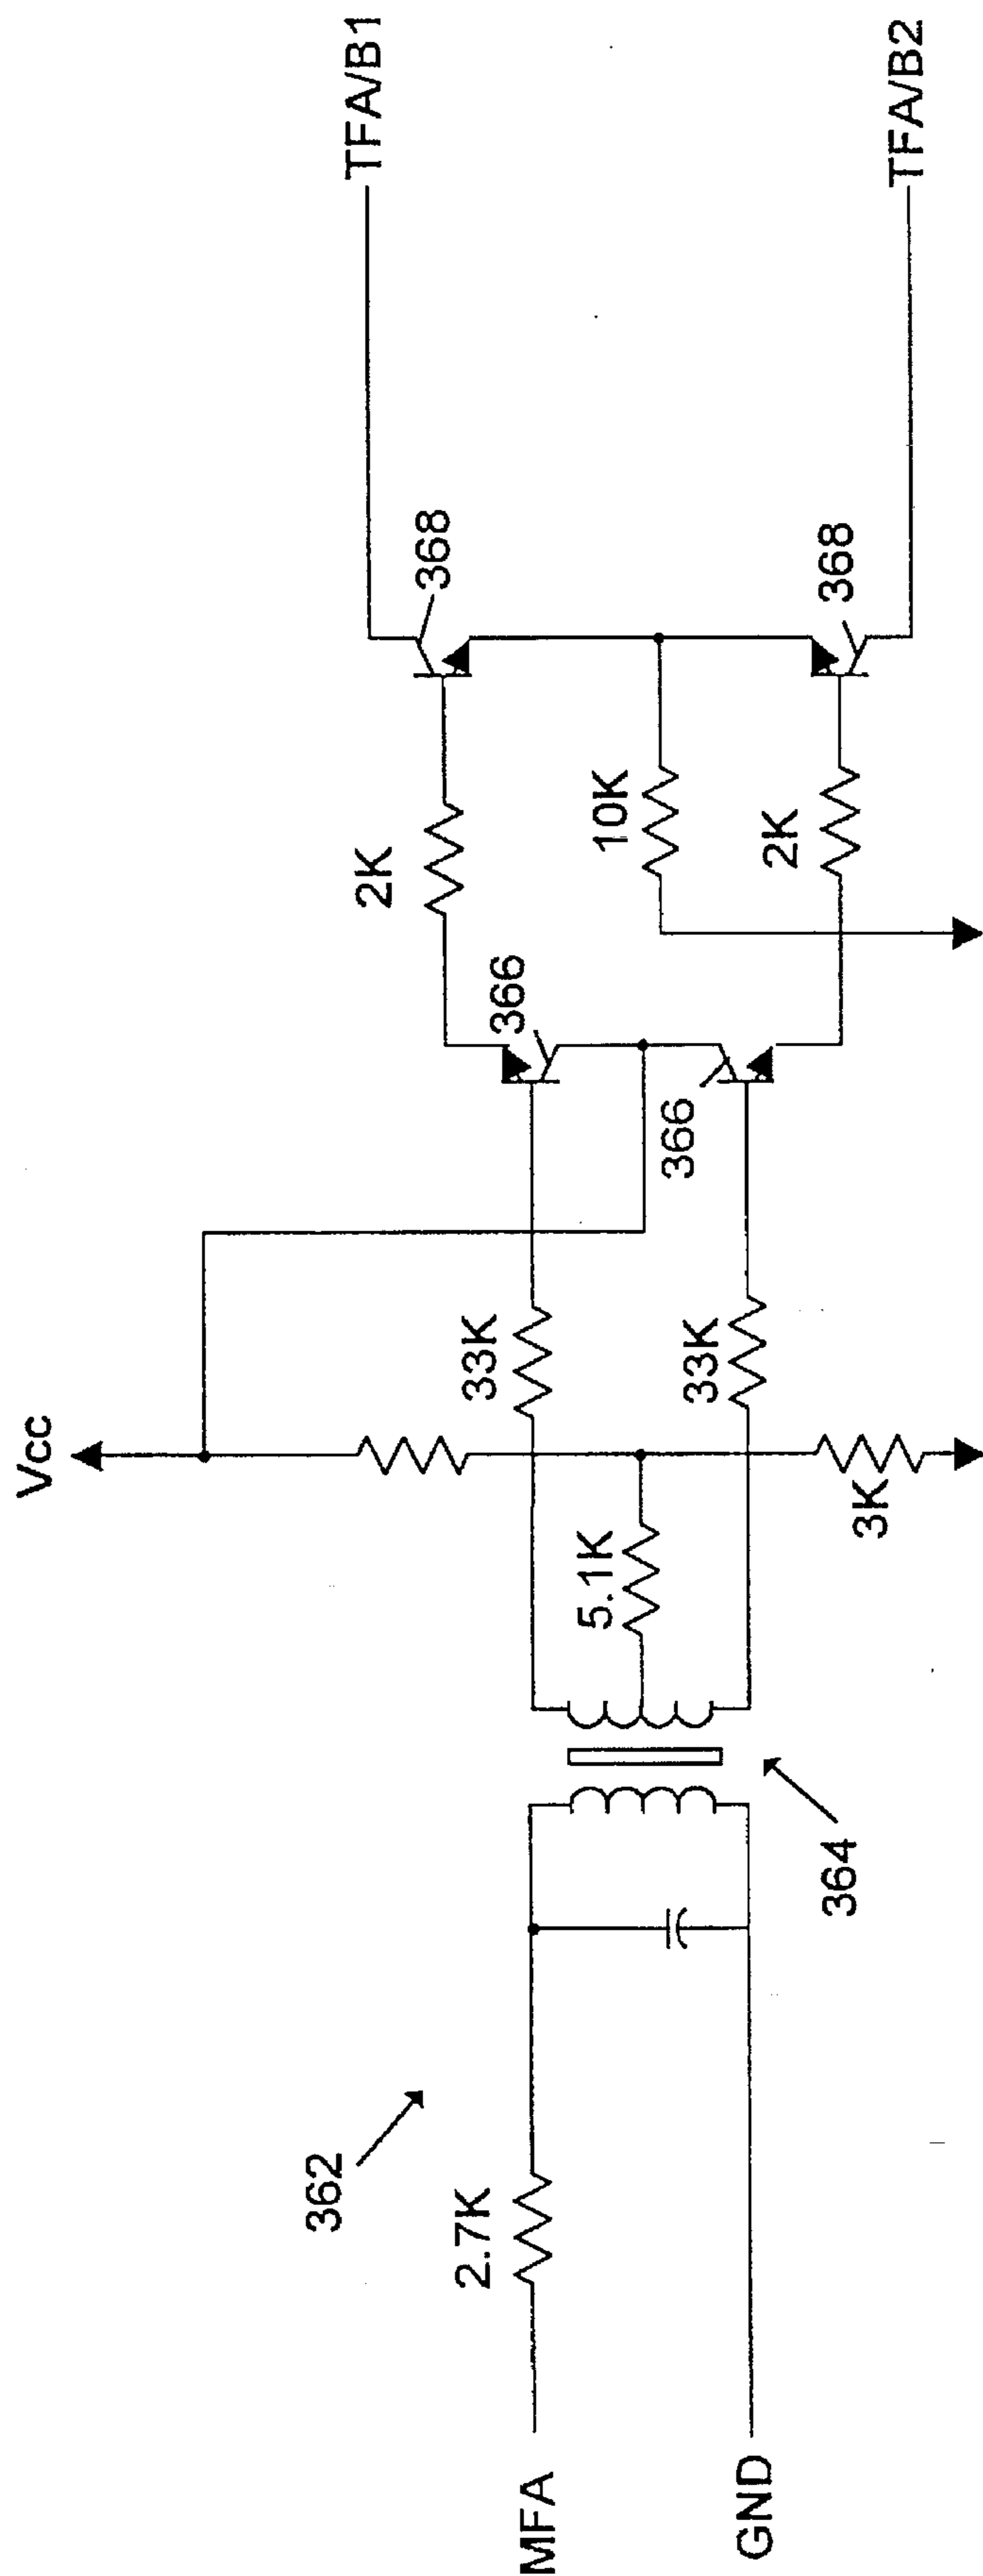 Vcc
TFA/B1
2K
368
33K
366
10K
362
2.7K
5.1K
MFA
366
33K
2K
368
GND
364
3K
TFA/B2